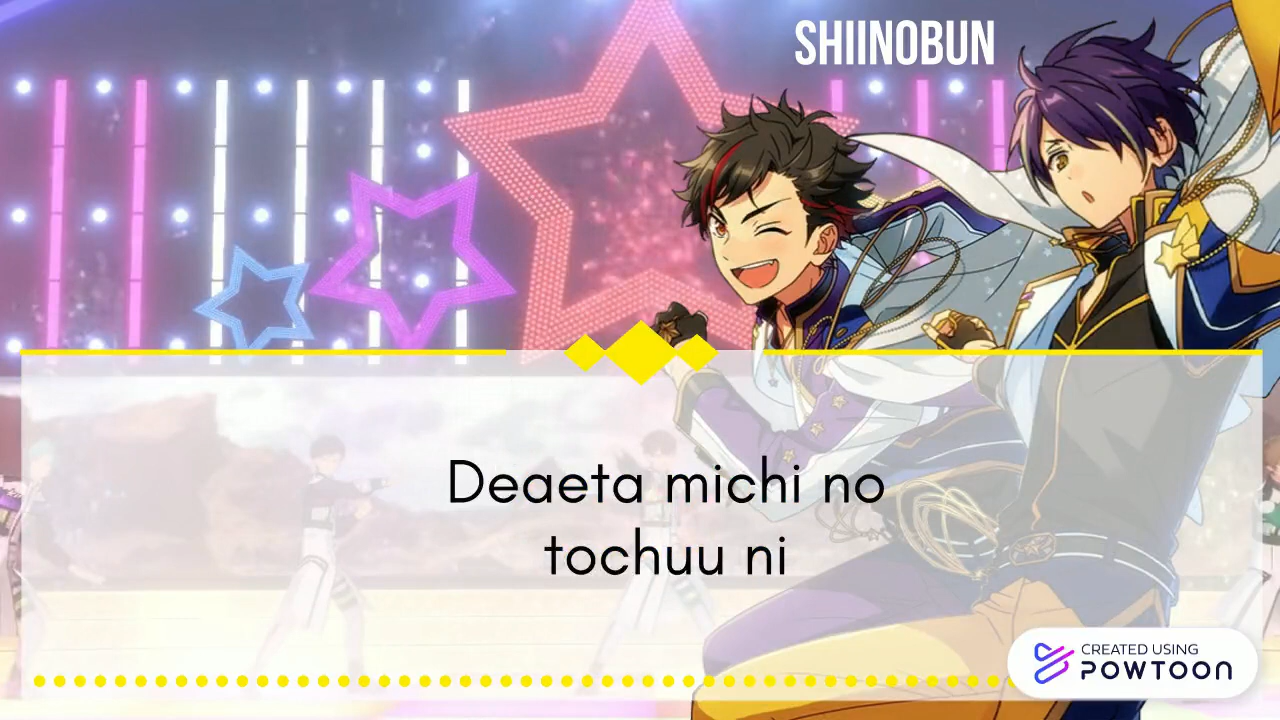 SHIINOBUN
Deaeta michi no
tochuu ni
CREATED USING
POWTOON